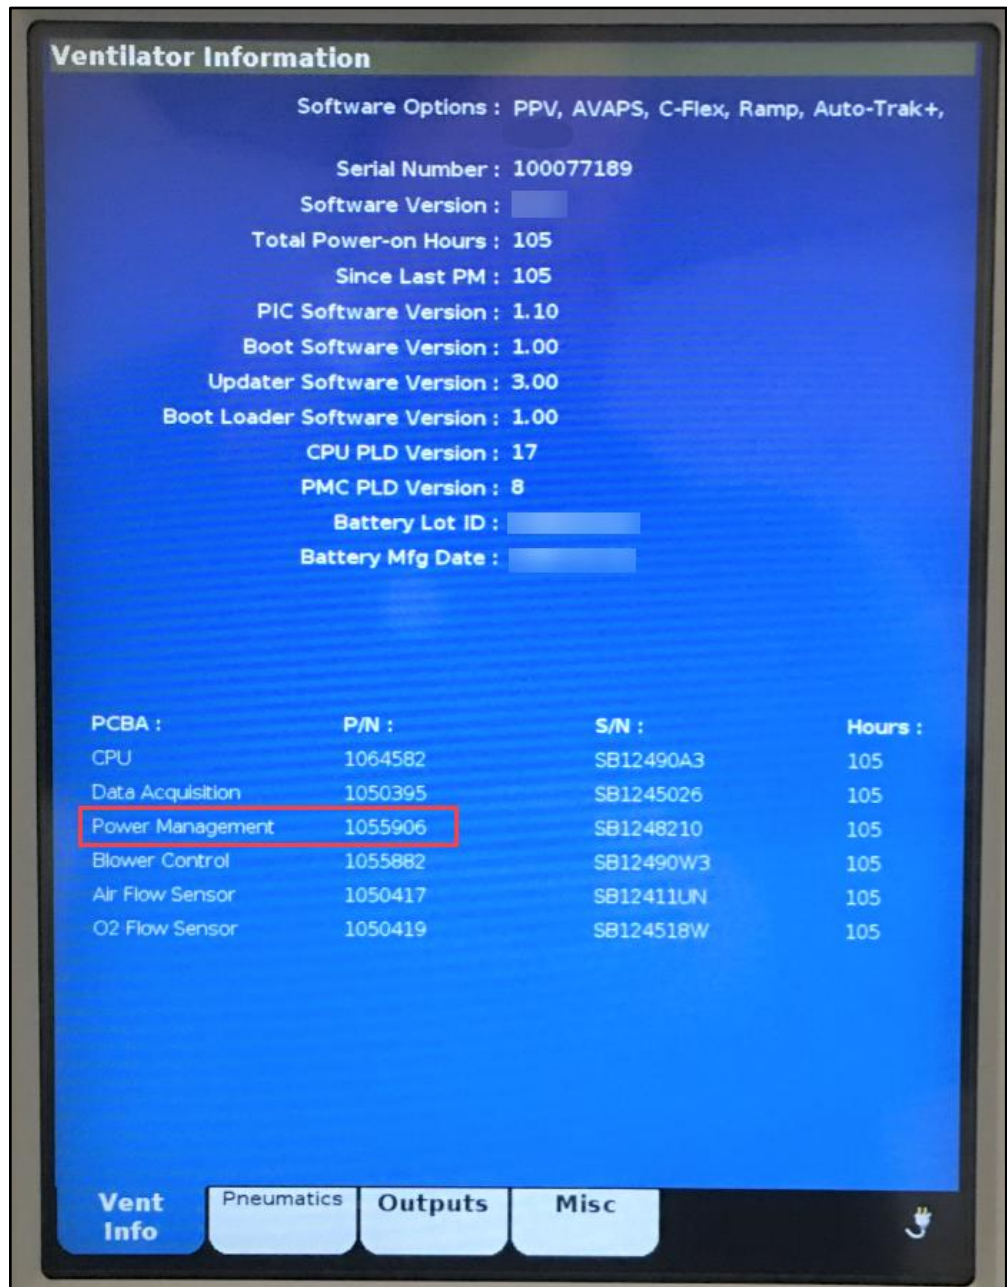 Ventilator Information
Software Options : PPV, AVAPS, C-Flex, Ramp, Auto-Trak+,
Serial Number : 100077189
Software Version :
Total Power-on Hours : 105
Since Last PM : 105
PIC Software Version : 1.10
Boot Software Version : 1.00
Updater Software Version : 3.00
Boot Loader Software Version : 1.00
CPU PLD Version : 17
PMC PLD Version : 8
Battery Lot ID :
Battery Mfg Date :
PCBA : P/N : S/N : Hours :
CPU 1064582 SB12490A3 105
Data Acquisition 1050395 SB1245026 105
Power Management 1055906 SB1248210 105
Blower Control 1055882 SB12490W3 105
Air Flow Sensor 1050417 SB12411UN 105
O2 Flow Sensor 1050419 SB124518W 105
Vent Info Pneumatics Outputs Misc